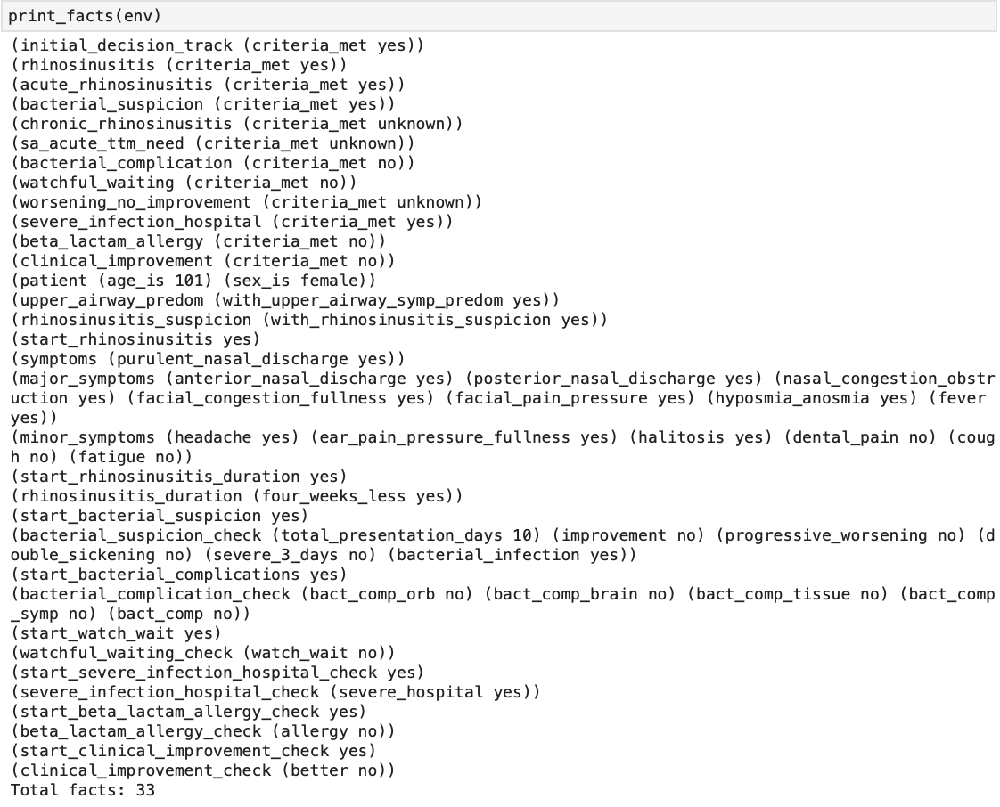 print_facts(env)
(initial_decision_track (criteria_met yes))
(rhinosinusitis (criteria_met yes))
(acute_rhinosinusitis (criteria_met yes))
(bacterial_suspicion (criteria_met yes))
(chronic_rhinosinusitis (criteria_met unknown))
(sa_acute_ttm_need (criteria_met unknown))
(bacterial_complication (criteria_met no))
(watchful_waiting (criteria_met no))
(worsening_no_improvement (criteria_met unknown))
(severe_infection_hospital (criteria_met yes))
(beta_lactam_allergy (criteria_met no))
(clinical_improvement (criteria_met no))
(patient (age_is 101) (sex_is female))
(upper_airway_predom (with_upper_airway_symp_predom yes))
(rhinosinusitis_suspicion (with_rhinosinusitis_suspicion yes))
(start_rhinosinusitis yes)
(symptoms (purulent_nasal_discharge yes))
(major_symptoms (anterior_nasal_discharge yes) (posterior_nasal_discharge yes) (nasal_congestion_obstr
uction yes) (facial_congestion_fullness yes) (facial_pain_pressure yes) (hyposmia_anosmia yes) (fever
yes))
(minor_symptoms (headache yes) (ear_pain_pressure_fullness yes) (halitosis yes) (dental_pain no) (coug
h no) (fatigue no))
(start_rhinosinusitis_duration yes)
(rhinosinusitis_duration (four_weeks_less yes))
(start_bacterial_suspicion yes)
(bacterial_suspicion_check (total_presentation_days 10) (improvement no) (progressive_worsening no) (d
ouble_sickening no) (severe_3_days no) (bacterial_infection yes))
(start_bacterial_complications yes)
(bacterial_complication_check (bact_comp_orb no) (bact_comp_brain no) (bact_comp_tissue no) (bact_comp
_symp no) (bact_comp no))
(start_watch_wait yes)
(watchful_waiting_check (watch_wait no))
(start_severe_infection_hospital_check yes)
(severe_infection_hospital_check (severe_hospital yes))
(start_beta_lactam_allergy_check yes)
(beta_lactam_allergy_check (allergy no))
(start_clinical_improvement_check yes)
(clinical_improvement_check (better no))
Total facts: 33